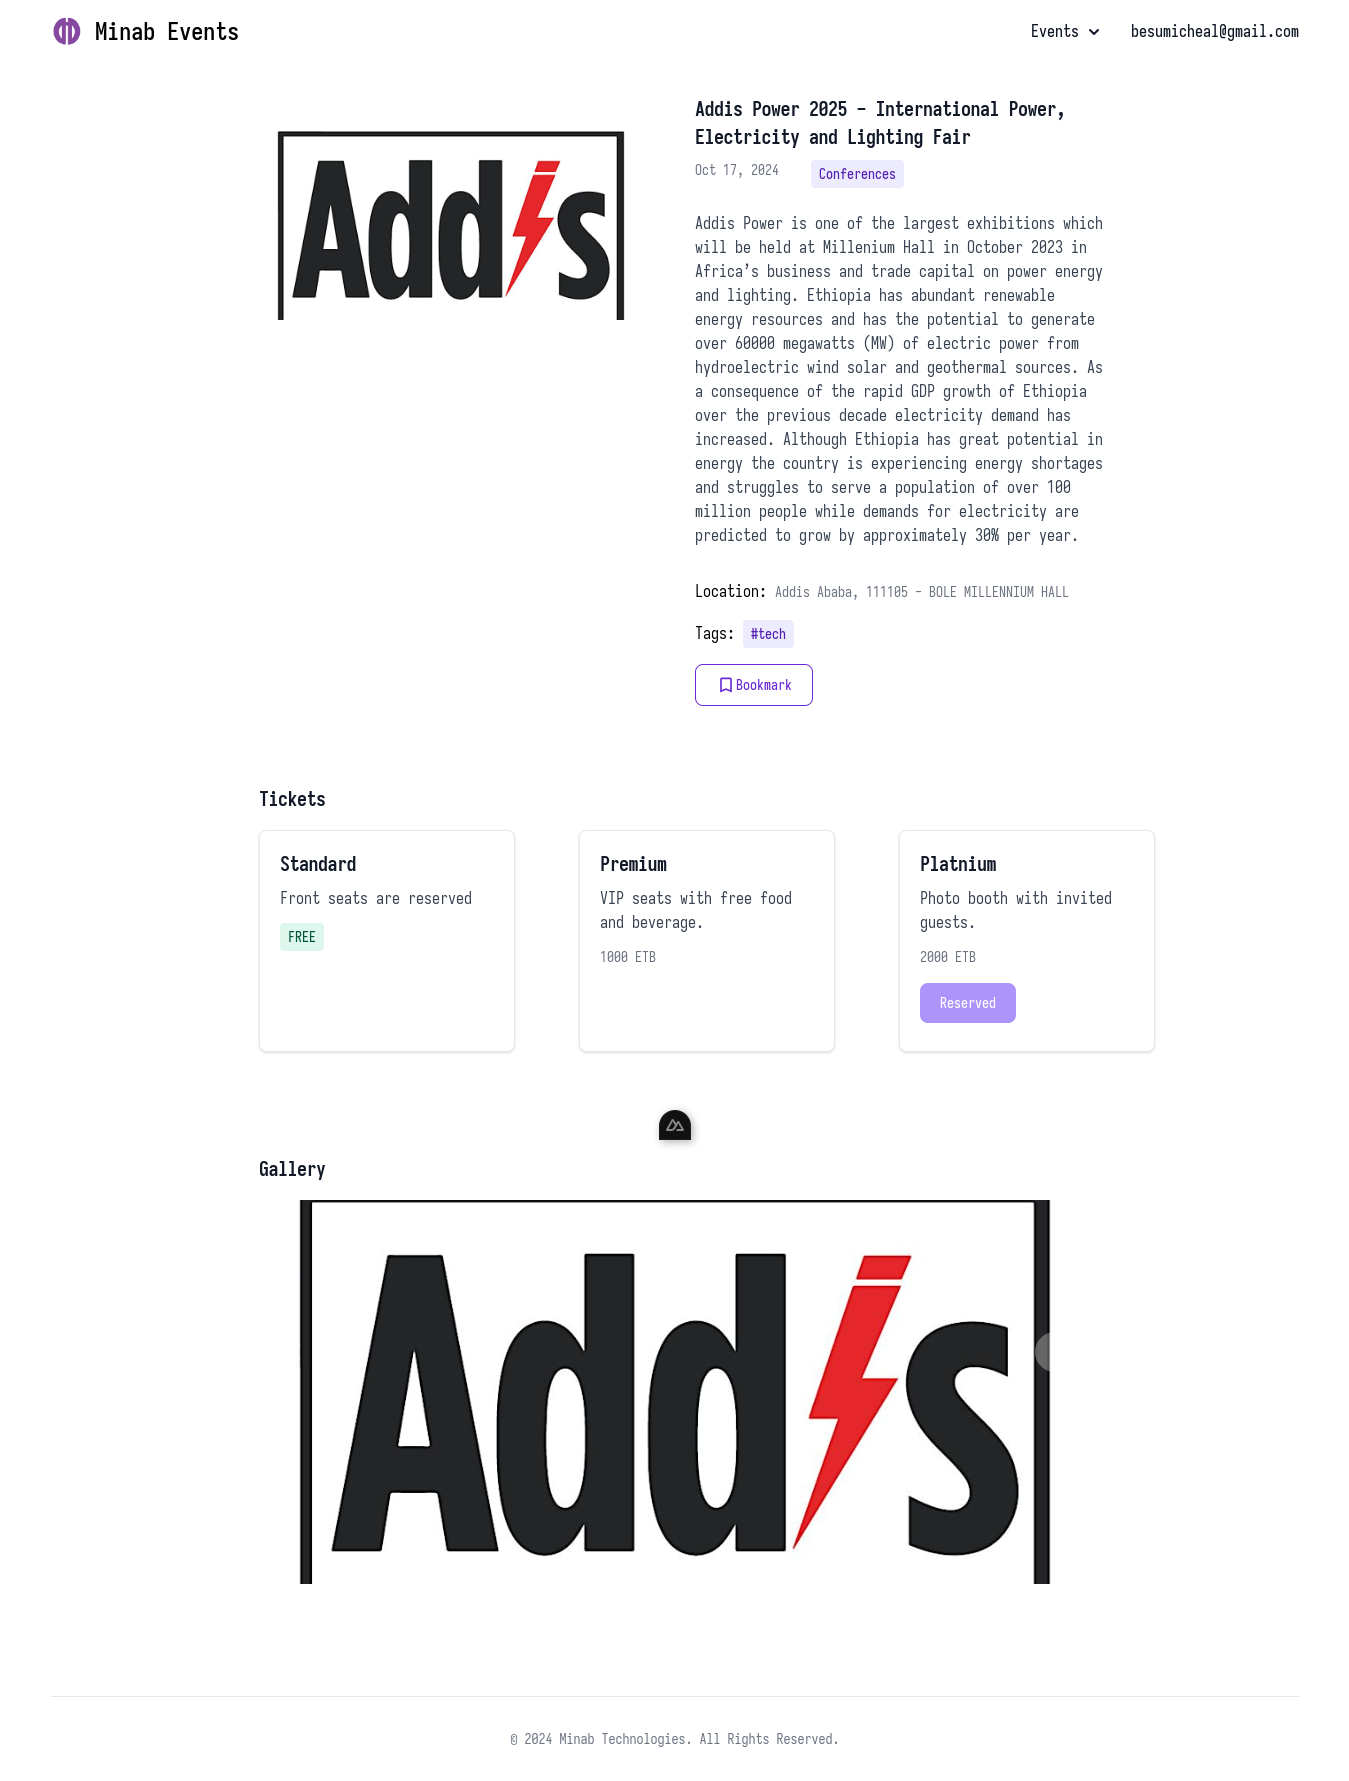 Minab Events
Events
besumicheal@gmail.com
Addis
Addis Power 2025 – International Power,
Electricity and Lighting Fair
Oct 17, 2024
Conferences
Addis Power is one of the largest exhibitions which
will be held at Millenium Hall in October 2023 in
Africa’s business and trade capital on power energy
and lighting. Ethiopia has abundant renewable
energy resources and has the potential to generate
over 60000 megawatts (MW) of electric power from
hydroelectric wind solar and geothermal sources. As
a consequence of the rapid GDP growth of Ethiopia
over the previous decade electricity demand has
increased. Although Ethiopia has great potential in
energy the country is experiencing energy shortages
and struggles to serve a population of over 100
million people while demands for electricity are
predicted to grow by approximately 30% per year.
Location: Addis Ababa, 111105 - BOLE MILLENNIUM HALL
Tags: #tech
Bookmark
Tickets
Standard
Front seats are reserved
FREE
Premium
VIP seats with free food
and beverage.
1000 ETB
Platnium
Photo booth with invited
guests.
2000 ETB
Reserved
Gallery
Addis
© 2024 Minab Technologies. All Rights Reserved.